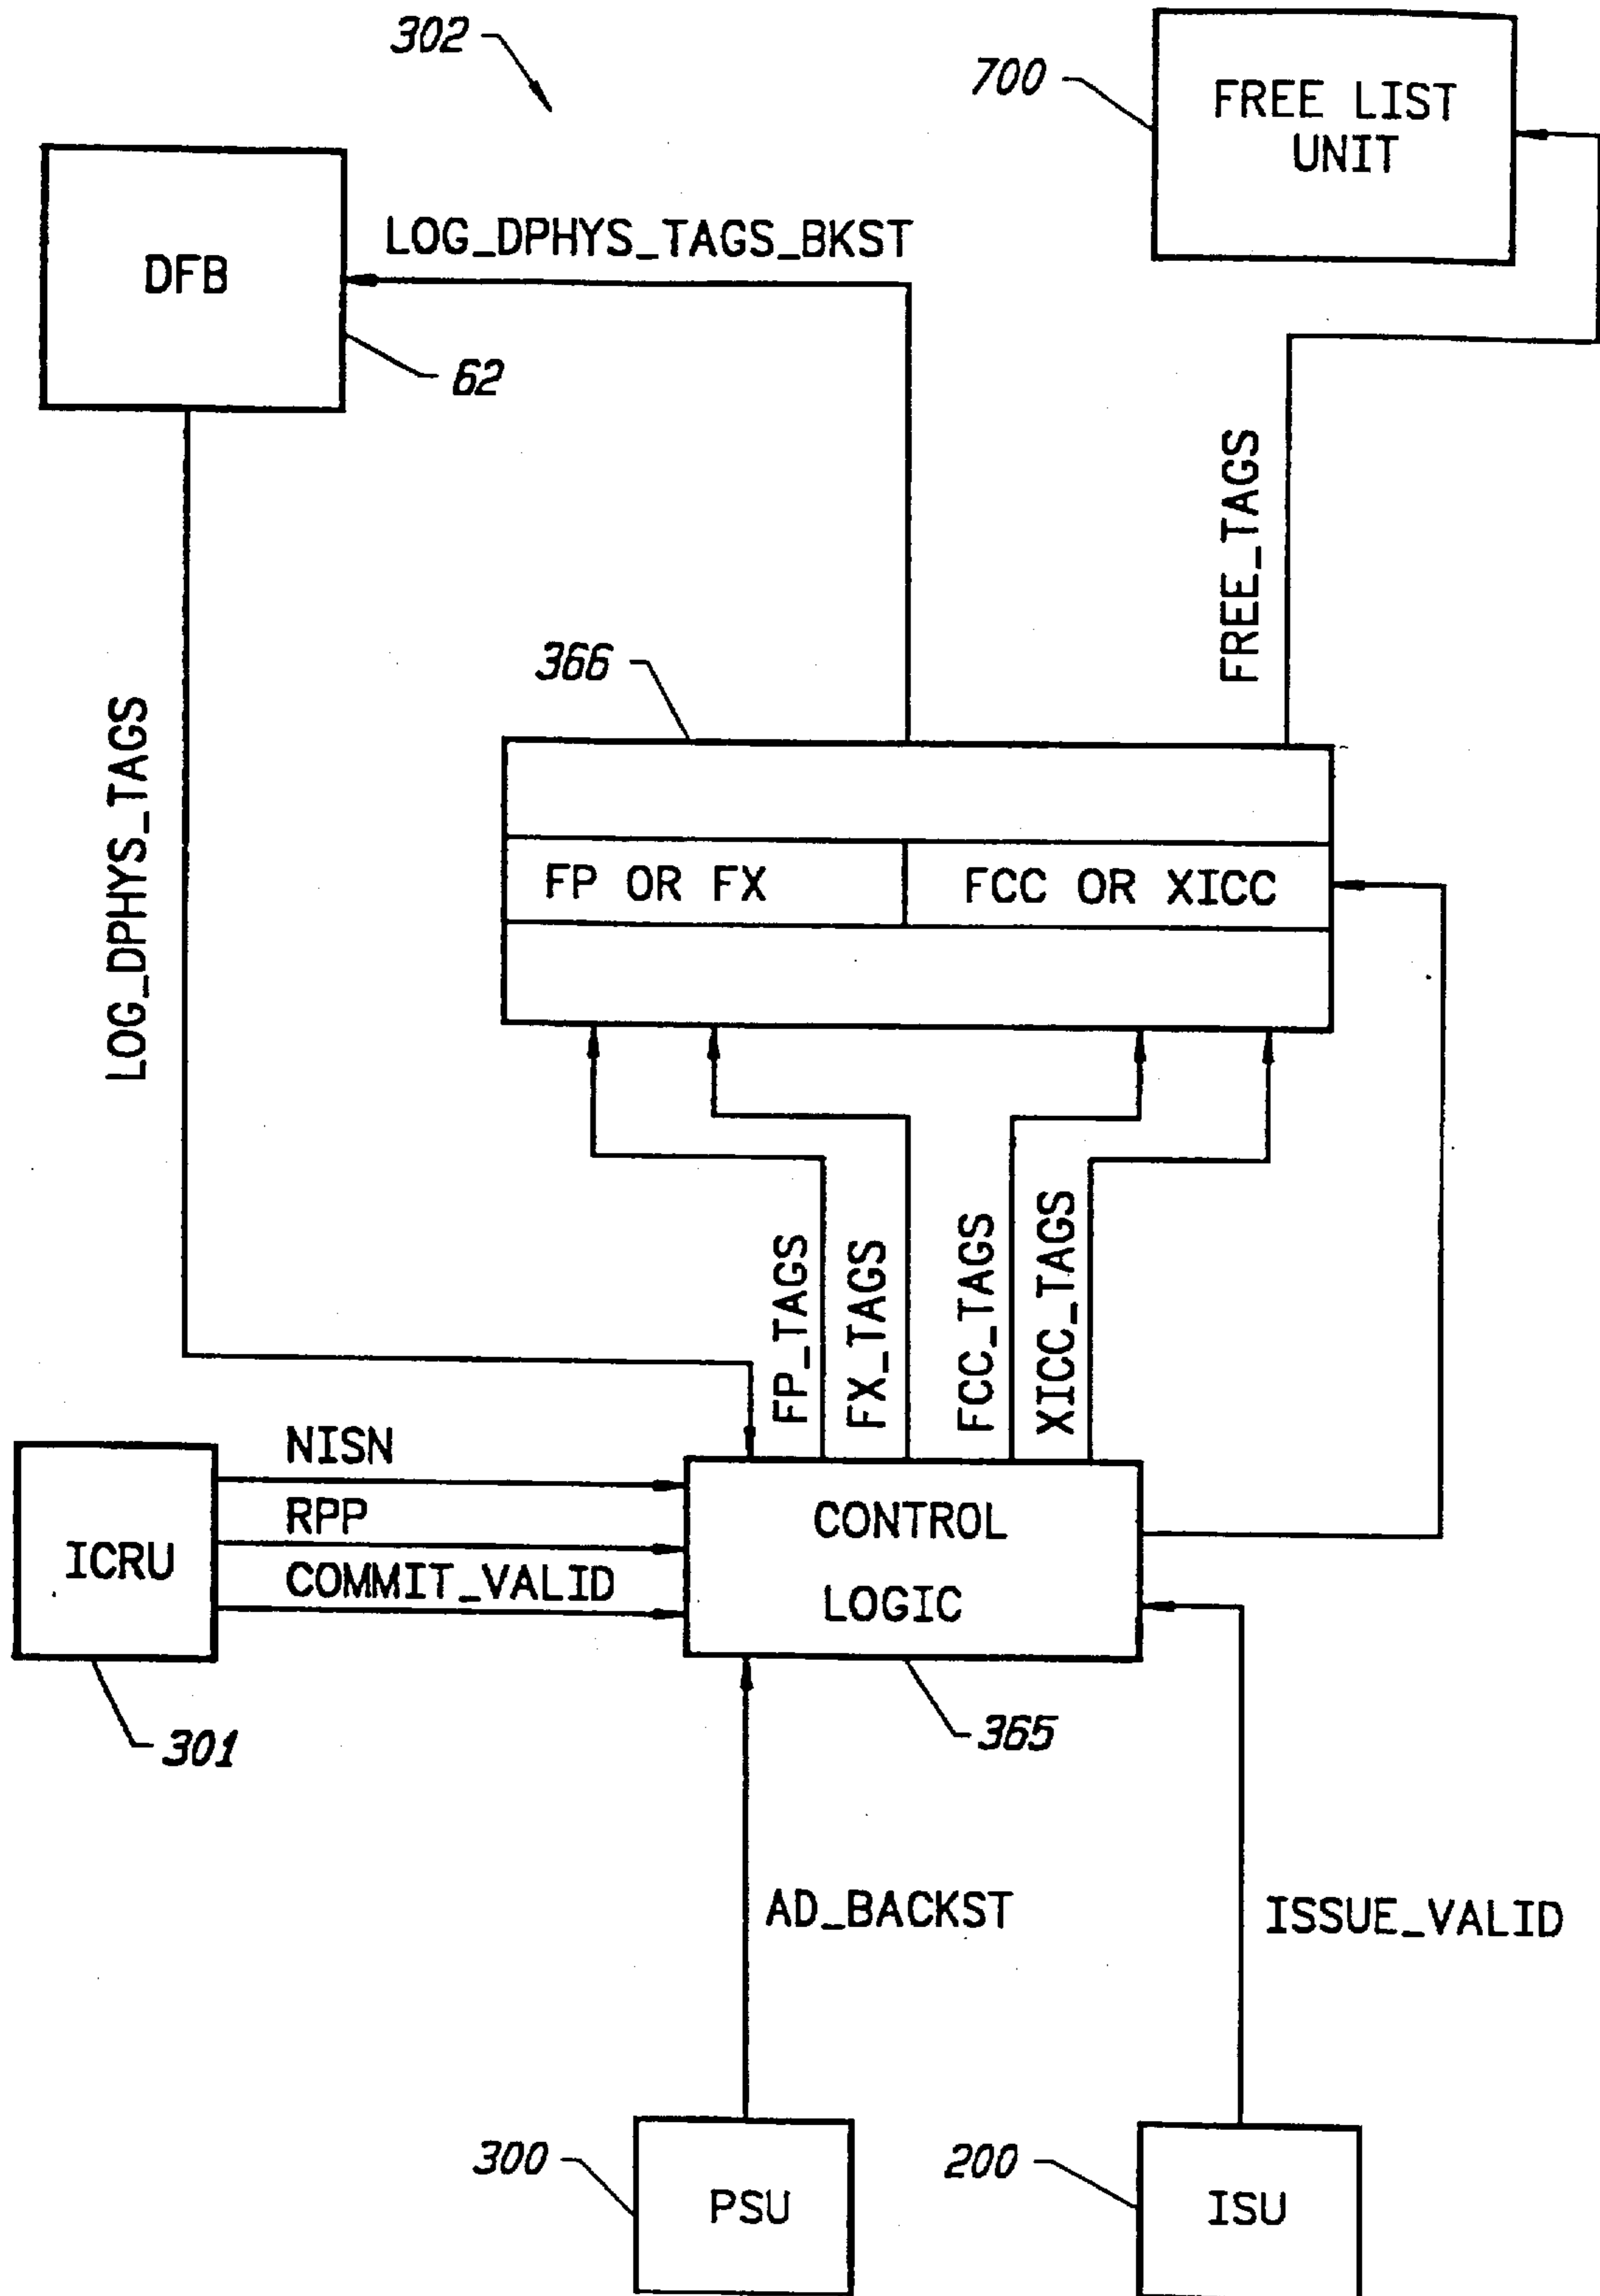 302
700
FREE LIST
UNIT
DFB
LOG_DPHYS_TAGS_BKST
62
FREE_TAGS
366
LOG_DPHYS_TAGS
FP OR FX
FCC OR XICC
FP_TAGS
FX_TAGS
FCC_TAGS
XICC_TAGS
NISN
RPP
COMMIT_VALID
ICRU
CONTROL
LOGIC
301
365
AD_BACKST
ISSUE_VALID
300
PSU
200
ISU